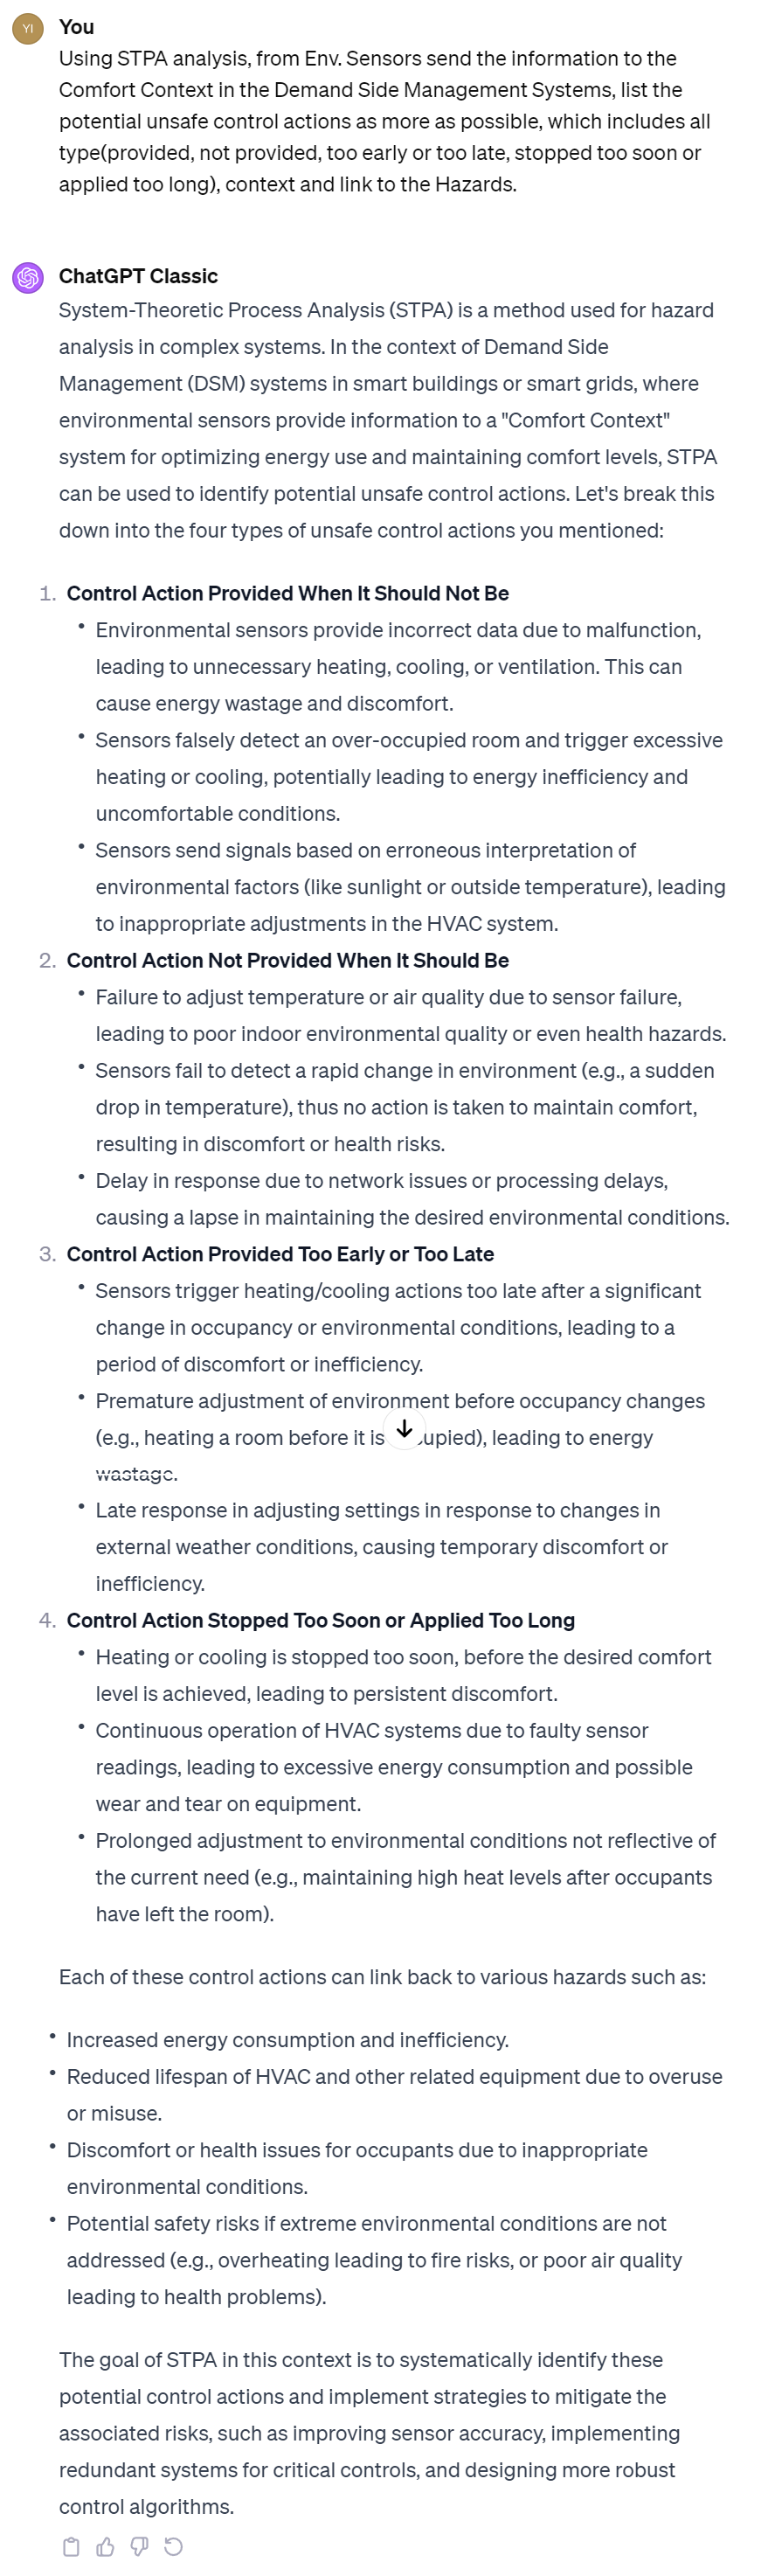 YI
You
Using STPA analysis, from Env. Sensors send the information to the
Comfort Context in the Demand Side Management Systems, list the
potential unsafe control actions as more as possible, which includes all
type(provided, not provided, too early or too late, stopped too soon or
applied too long), context and link to the Hazards.
ChatGPT Classic
System-Theoretic Process Analysis (STPA) is a method used for hazard
analysis in complex systems. In the context of Demand Side
Management (DSM) systems in smart buildings or smart grids, where
environmental sensors provide information to a "Comfort Context"
system for optimizing energy use and maintaining comfort levels, STPA
can be used to identify potential unsafe control actions. Let's break this
down into the four types of unsafe control actions you mentioned:
1. Control Action Provided When It Should Not Be
• Environmental sensors provide incorrect data due to malfunction,
leading to unnecessary heating, cooling, or ventilation. This can
cause energy wastage and discomfort.
• Sensors falsely detect an over-occupied room and trigger excessive
heating or cooling, potentially leading to energy inefficiency and
uncomfortable conditions.
• Sensors send signals based on erroneous interpretation of
environmental factors (like sunlight or outside temperature), leading
to inappropriate adjustments in the HVAC system.
2. Control Action Not Provided When It Should Be
• Failure to adjust temperature or air quality due to sensor failure,
leading to poor indoor environmental quality or even health hazards.
• Sensors fail to detect a rapid change in environment (e.g., a sudden
drop in temperature), thus no action is taken to maintain comfort,
resulting in discomfort or health risks.
• Delay in response due to network issues or processing delays,
causing a lapse in maintaining the desired environmental conditions.
3. Control Action Provided Too Early or Too Late
• Sensors trigger heating/cooling actions too late after a significant
change in occupancy or environmental conditions, leading to a
period of discomfort or inefficiency.
• Premature adjustment of environment before occupancy changes
(e.g., heating a room before it is upied), leading to energy
wastage.
• Late response in adjusting settings in response to changes in
external weather conditions, causing temporary discomfort or
inefficiency.
4. Control Action Stopped Too Soon or Applied Too Long
• Heating or cooling is stopped too soon, before the desired comfort
level is achieved, leading to persistent discomfort.
• Continuous operation of HVAC systems due to faulty sensor
readings, leading to excessive energy consumption and possible
wear and tear on equipment.
• Prolonged adjustment to environmental conditions not reflective of
the current need (e.g., maintaining high heat levels after occupants
have left the room).
Each of these control actions can link back to various hazards such as:
• Increased energy consumption and inefficiency.
• Reduced lifespan of HVAC and other related equipment due to overuse
or misuse.
• Discomfort or health issues for occupants due to inappropriate
environmental conditions.
• Potential safety risks if extreme environmental conditions are not
addressed (e.g., overheating leading to fire risks, or poor air quality
leading to health problems).
The goal of STPA in this context is to systematically identify these
potential control actions and implement strategies to mitigate the
associated risks, such as improving sensor accuracy, implementing
redundant systems for critical controls, and designing more robust
control algorithms.